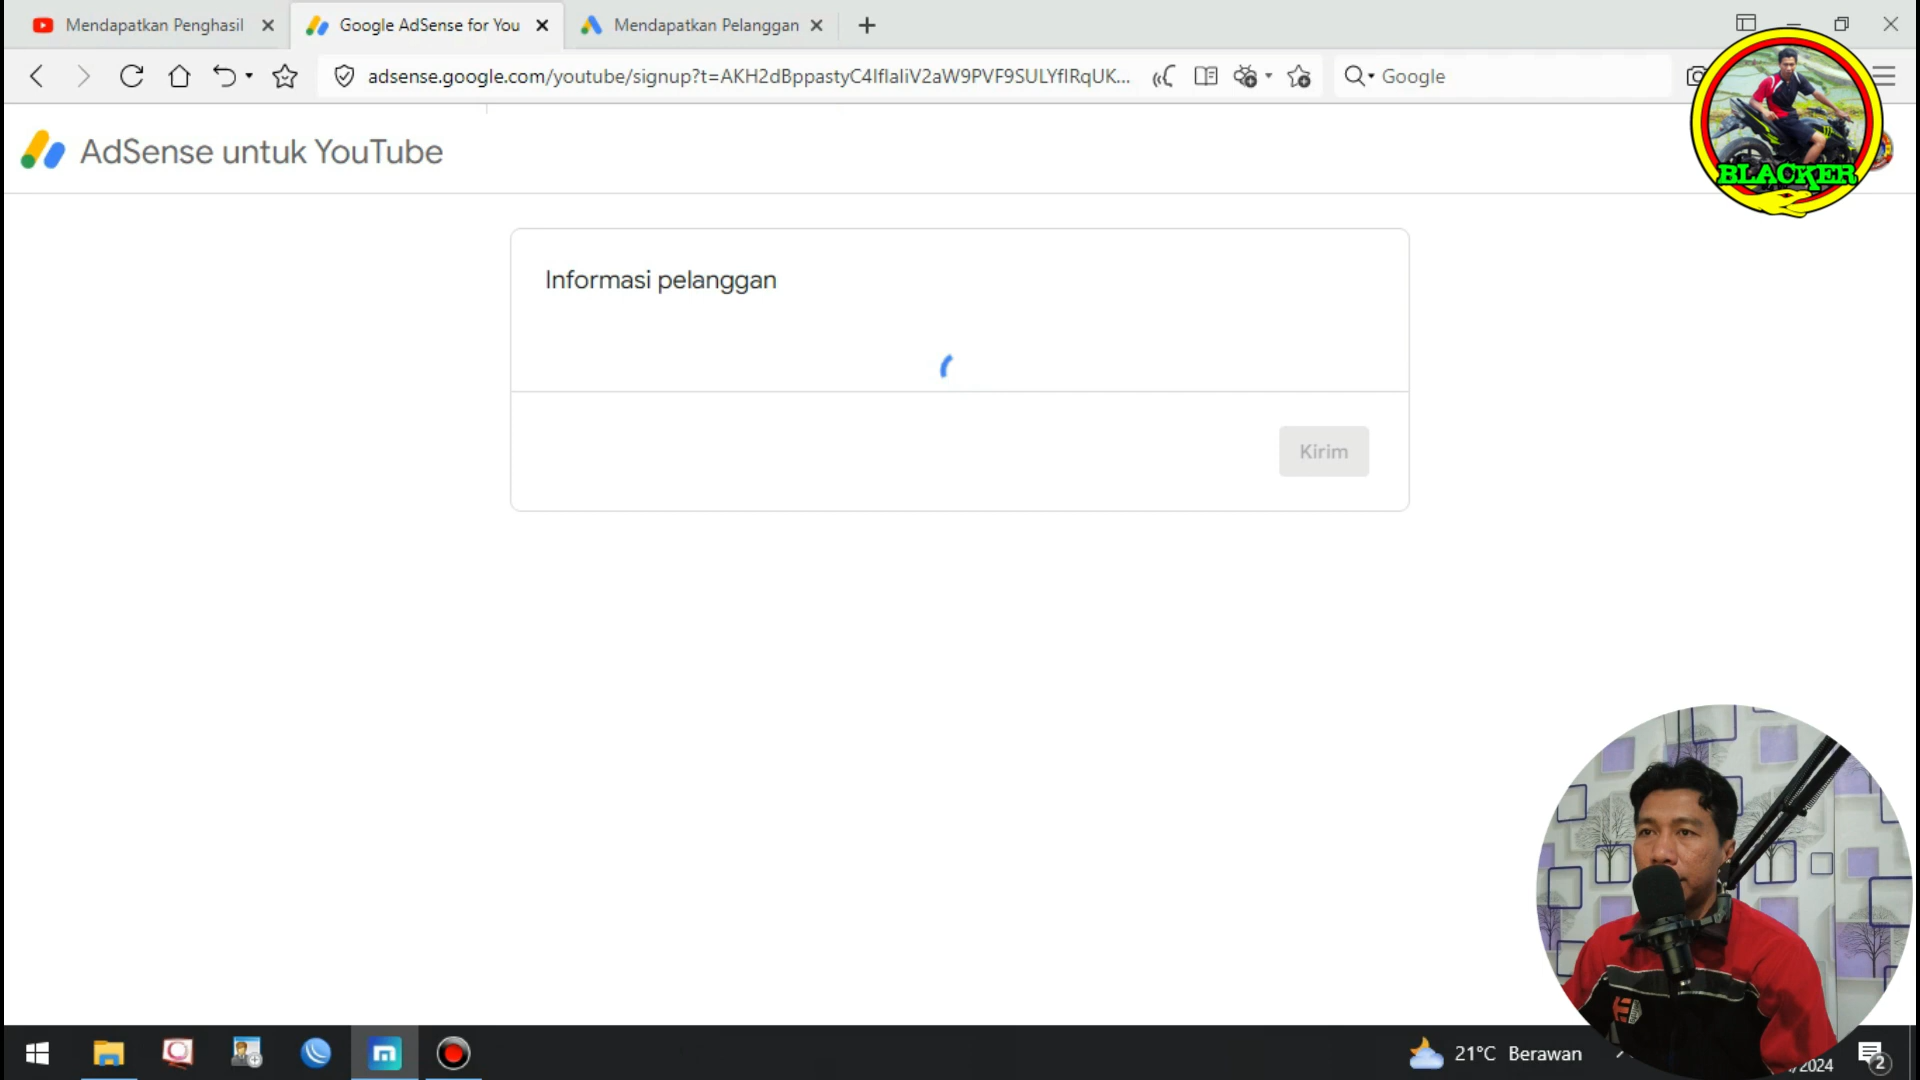 Mendapatkan Penghasil
Google AdSense for You
Mendapatkan Pelanggan
adsense.google.com/youtube/signup?t=AKH2dBppastyC4IfIaIiV2aW9PVF9SULYfIRqUK...
Google
AdSense untuk YouTube
BLACKER
Informasi pelanggan
Kirim
21°C Berawan
/2024
2